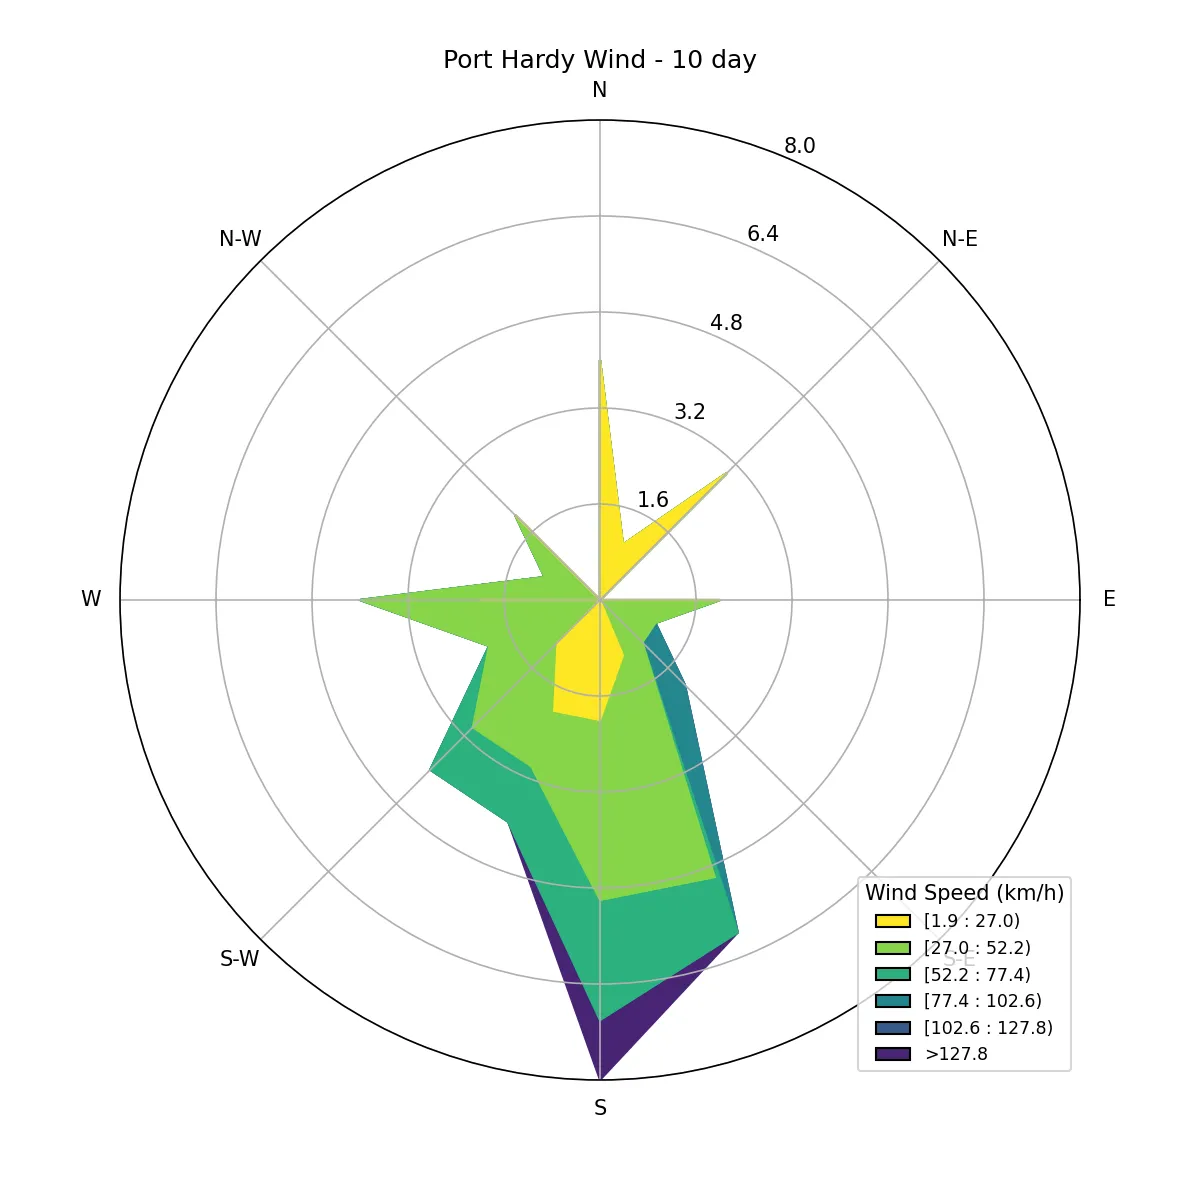 Port Hardy Wind - 10 day
N
8.0
N-W
6.4
N-E
4.8
3.2
1.6
W
E
Wind Speed (km/h)
[1.9 : 27.0)
[27.0 : 52.2)
S-W
S-E
[52.2 : 77.4)
[77.4 : 102.6)
[102.6 : 127.8)
>127.8
S